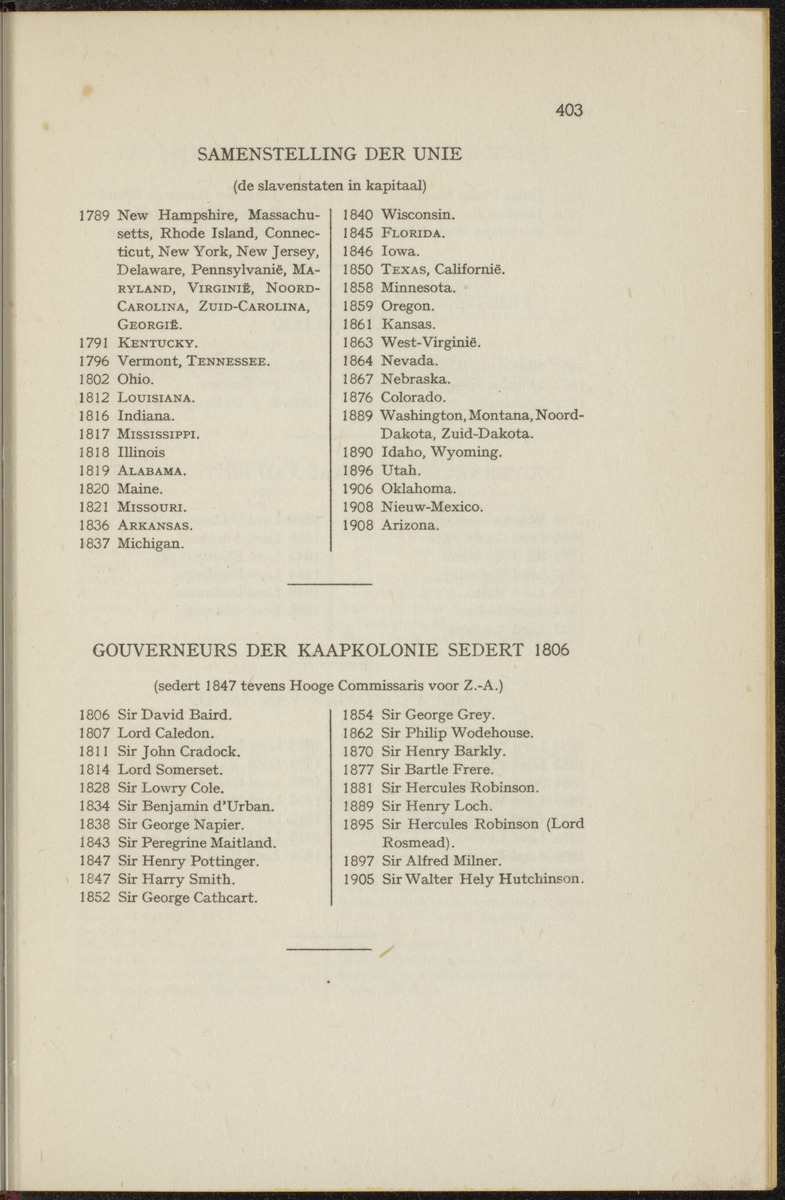 403
SAMENSTELLING DER UNIE
(de slavenstaten in kapitaal)
1789 New Hampshire, Massachu-
setts, Rhode Island, Connec-
ticut, New York, New Jersey,
Delaware, Pennsylvanië, MA-
RYLAND, VIRGINIË, NOORD-
CAROLINA, ZUID-CAROLINA,
GEORGIË.
1791 KENTUCKY.
1796 Vermont, TENNESSEE.
1802 Ohio.
1812 LOUISIANA.
1816 Indiana.
1817 MISSISSIPPI.
1818 Illinois
1819 ALABAMA.
1820 Maine.
1821 MISSOURI.
1836 ARKANSAS.
1837 Michigan.
1840 Wisconsin.
1845 FLORIDA.
1846 Iowa.
1850 TEXAS, Californië.
1858 Minnesota.
1859 Oregon.
1861 Kansas.
1863 West-Virginië.
1864 Nevada.
1867 Nebraska.
1876 Colorado.
1889 Washington, Montana, Noord-
Dakota, Zuid-Dakota.
1890 Idaho, Wyoming.
1896 Utah.
1906 Oklahoma.
1908 Nieuw-Mexico.
1908 Arizona.
GOUVERNEURS DER KAAPKOLONIE SEDERT 1806
(sedert 1847 tevens Hooge Commissaris voor Z.-A.)
1806 Sir David Baird.
1807 Lord Caledon.
1811 Sir John Cradock.
1814 Lord Somerset.
1828 Sir Lowry Cole.
1834 Sir Benjamin d'Urban.
1838 Sir George Napier.
1843 Sir Peregrine Maitland.
1847 Sir Henry Pottinger.
1847 Sir Harry Smith.
1852 Sir George Cathcart.
1854 Sir George Grey.
1862 Sir Philip Wodehouse.
1870 Sir Henry Barkly.
1877 Sir Bartle Frere.
1881 Sir Hercules Robinson.
1889 Sir Henry Loch.
1895 Sir Hercules Robinson (Lord
Rosmead).
1897 Sir Alfred Milner.
1905 Sir Walter Hely Hutchinson.